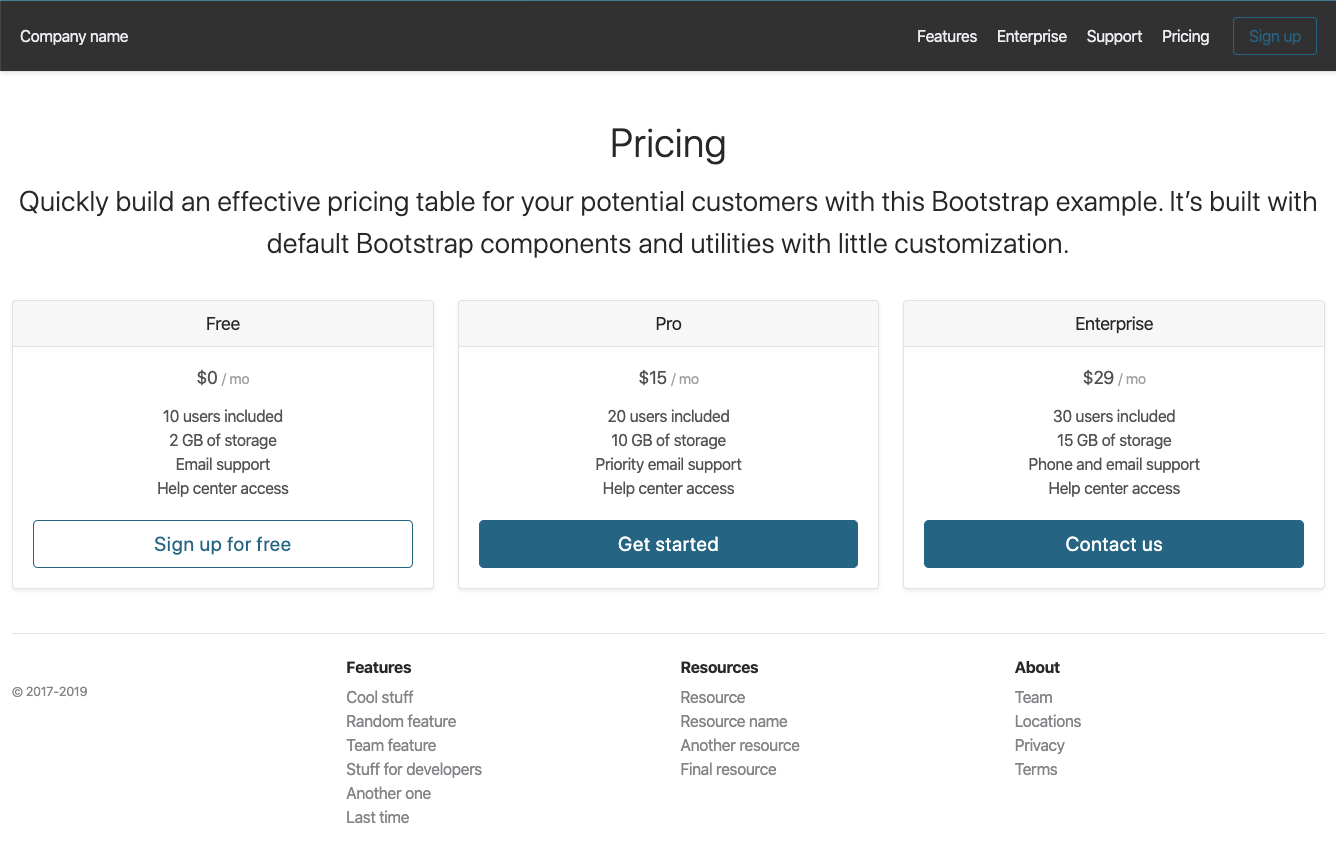 Company name
Features
Enterprise
Support
Pricing
Sign up
Pricing
Quickly build an effective pricing table for your potential customers with this Bootstrap example. It’s built with
default Bootstrap components and utilities with little customization.
Free
$0 / mo
10 users included
2 GB of storage
Email support
Help center access
Sign up for free
Pro
$15 / mo
20 users included
10 GB of storage
Priority email support
Help center access
Get started
Enterprise
$29 / mo
30 users included
15 GB of storage
Phone and email support
Help center access
Contact us
© 2017-2019
Features
Cool stuff
Random feature
Team feature
Stuff for developers
Another one
Last time
Resources
Resource
Resource name
Another resource
Final resource
About
Team
Locations
Privacy
Terms